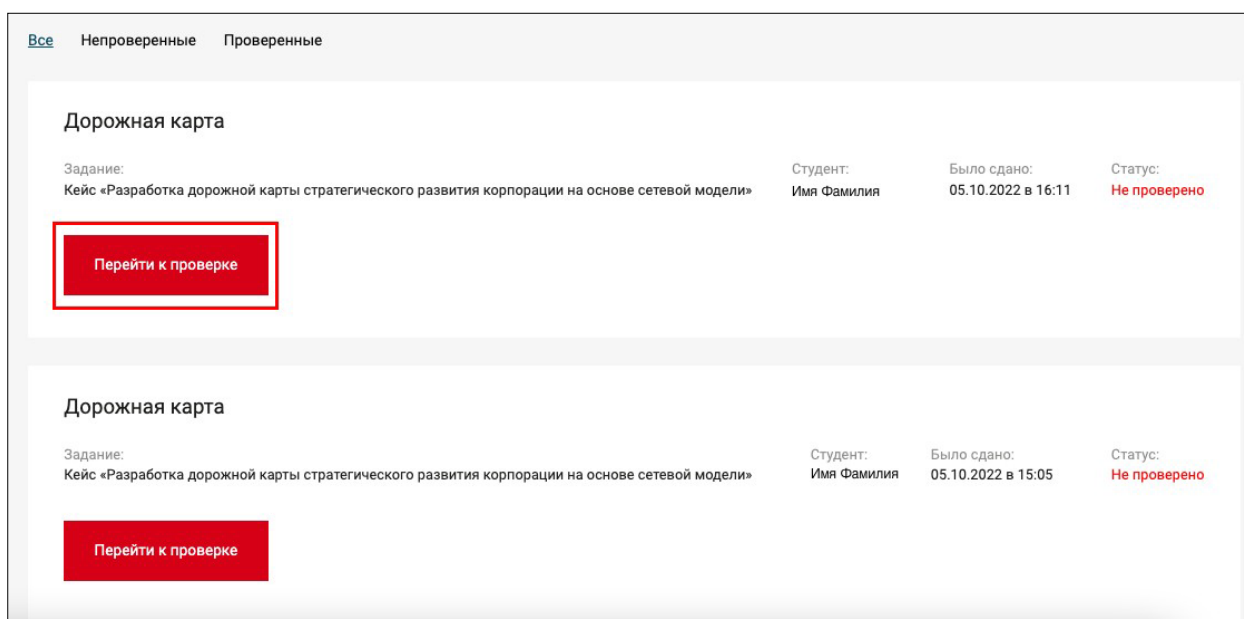 Все Непроверенные Проверенные
Дорожная карта
Задание: Студент: Было сдано: Статус:
Кейс «Разработка дорожной карты стратегического развития корпорации на основе сетевой модели» Имя Фамилия 05.10.2022 в 16:11 Не проверено
Перейти к проверке
Дорожная карта
Задание: Студент: Было сдано: Статус:
Кейс «Разработка дорожной карты стратегического развития корпорации на основе сетевой модели» Имя Фамилия 05.10.2022 в 15:05 Не проверено
Перейти к проверке